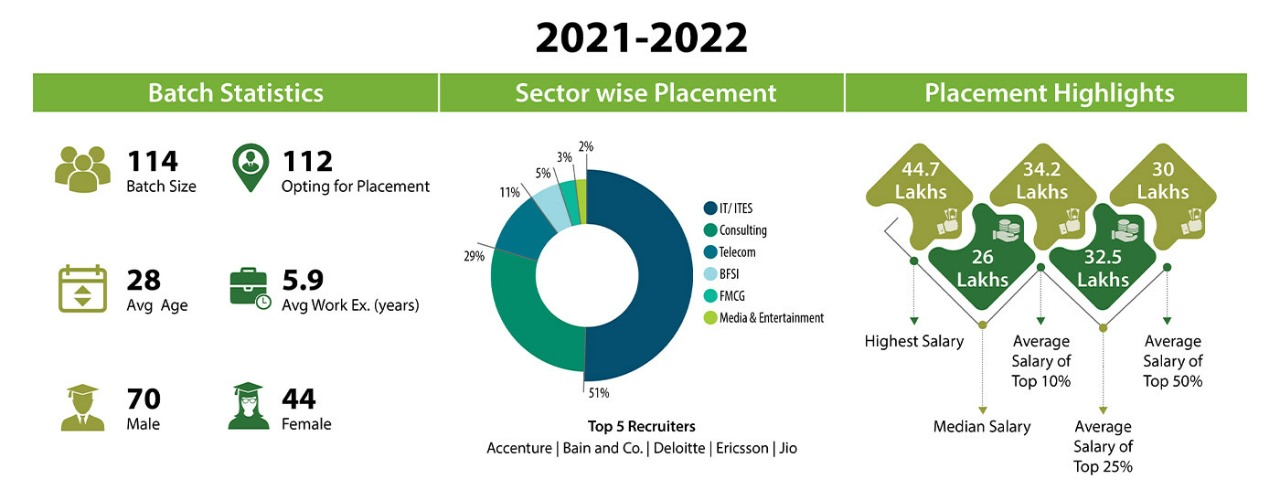 2021-2022
Batch Statistics
114
Batch Size
112
Opting for Placement
28
Avg Age
5.9
Avg Work Ex. (years)
70
Male
44
Female
Sector wise Placement
2%
3%
5%
11%
29%
51%
IT/ ITES
Consulting
Telecom
BFSI
FMCG
Media & Entertainment
Top 5 Recruiters
Accenture | Bain and Co. | Deloitte | Ericsson | Jio
Placement Highlights
44.7
Lakhs
34.2
Lakhs
30
Lakhs
26
Lakhs
32.5
Lakhs
Highest Salary
Average
Salary of
Top 10%
Average
Salary of
Top 50%
Median Salary
Average
Salary of
Top 25%